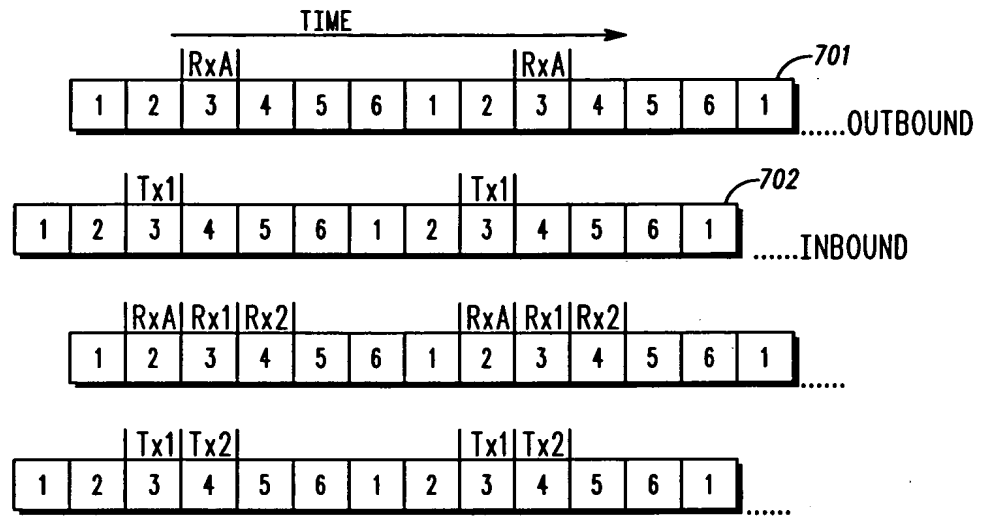 TIME
RxA RxA 701
1 2 3 4 5 6 1 2 3 4 5 6 1
......OUTBOUND
Tx1 Tx1 702
1 2 3 4 5 6 1 2 3 4 5 6 1
......INBOUND
RxA Rx1 Rx2 RxA Rx1 Rx2
1 2 3 4 5 6 1 2 3 4 5 6 1
......
Tx1 Tx2 Tx1 Tx2
1 2 3 4 5 6 1 2 3 4 5 6 1
......